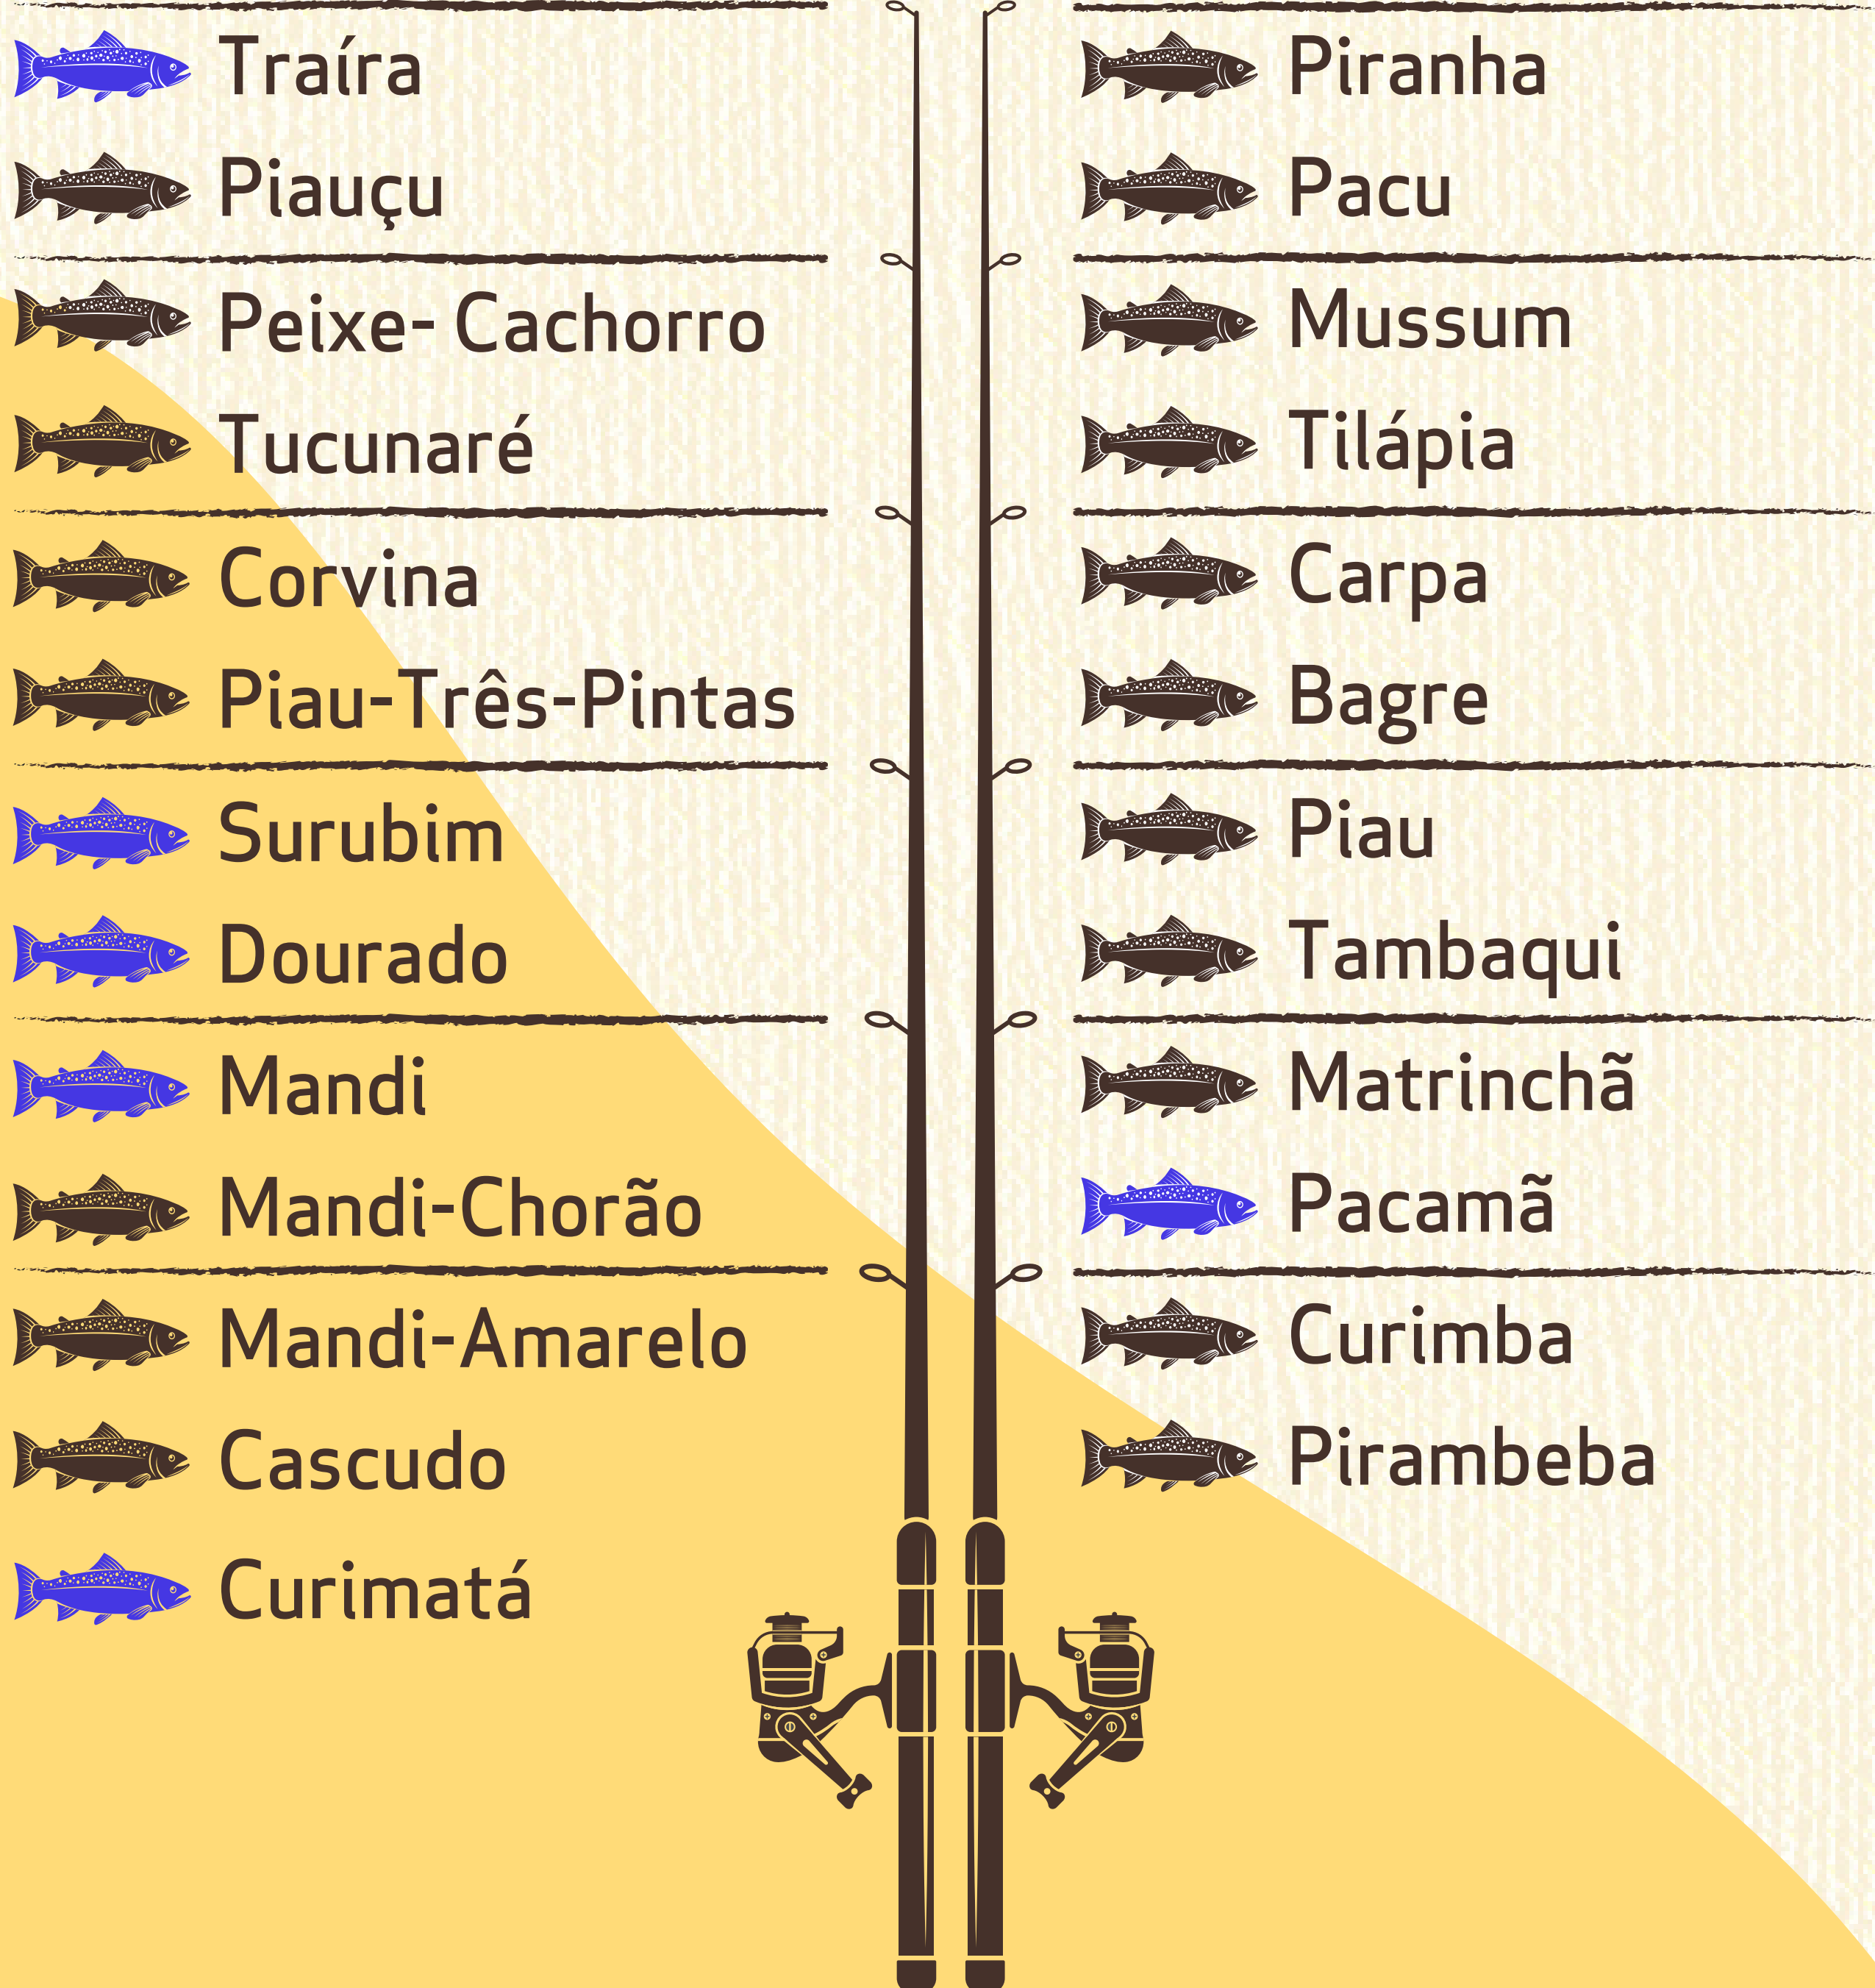 Traíra
Piauçu
Peixe- Cachorro
Tucunaré
Corvina
Piau-Três-Pintas
Surubim
Dourado
Mandi
Mandi-Chorão
Mandi-Amarelo
Cascudo
Curimatá
Piranha
Pacu
Mussum
Tilápia
Carpa
Bagre
Piau
Tambaqui
Matrinchã
Pacamã
Curimba
Pirambeba